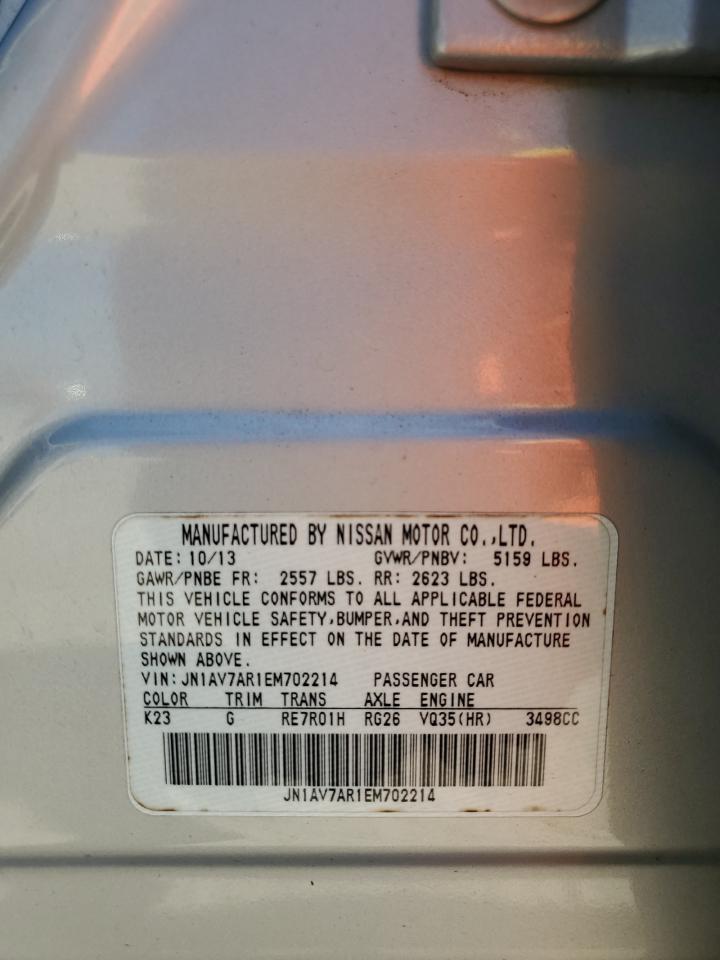 MANUFACTURED BY NISSAN MOTOR CO.,LTD.
DATE: 10/13 GVWR/PNBV: 5159 LBS.
GAWR/PNBE FR: 2557 LBS. RR: 2623 LBS.
THIS VEHICLE CONFORMS TO ALL APPLICABLE FEDERAL
MOTOR VEHICLE SAFETY,BUMPER,AND THEFT PREVENTION
STANDARDS IN EFFECT ON THE DATE OF MANUFACTURE
SHOWN ABOVE.
VIN: JN1AV7AR1EM702214 PASSENGER CAR
COLOR TRIM TRANS AXLE ENGINE
K23 G RE7R01H RG26 VQ35(HR) 3498CC
JN1AV7AR1EM702214